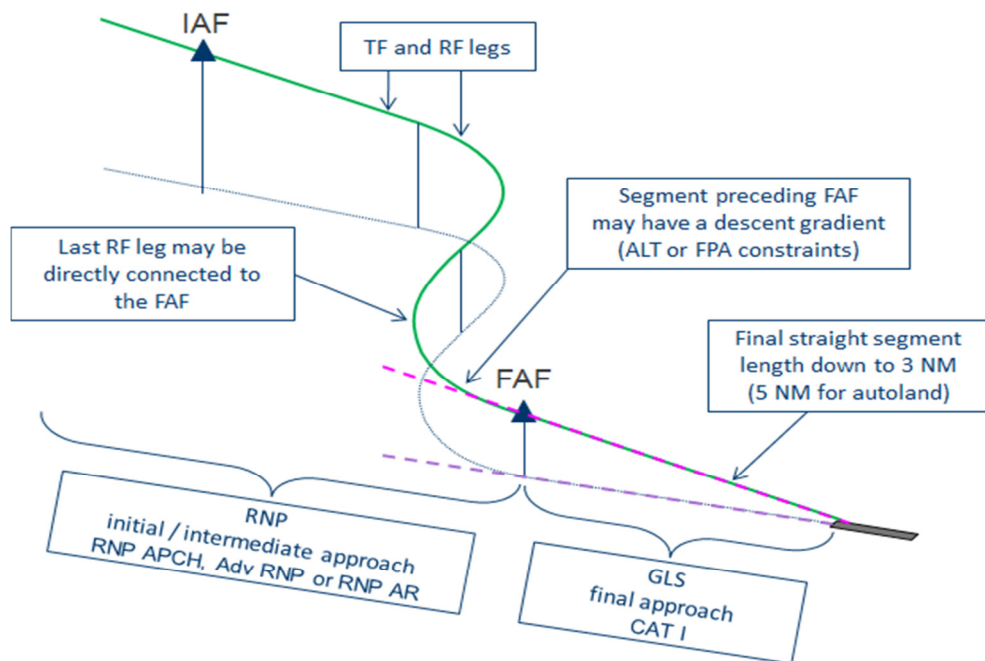 IAF
TF and RF legs
Segment preceding FAF
may have a descent gradient
(ALT or FPA constraints)
Last RF leg may be
directly connected to
the FAF
Final straight segment
length down to 3 NM
(5 NM for autoland)
FAF
RNP
initial / intermediate approach
RNP APCH, Adv RNP or RNP AR
GLS
final approach
CAT I